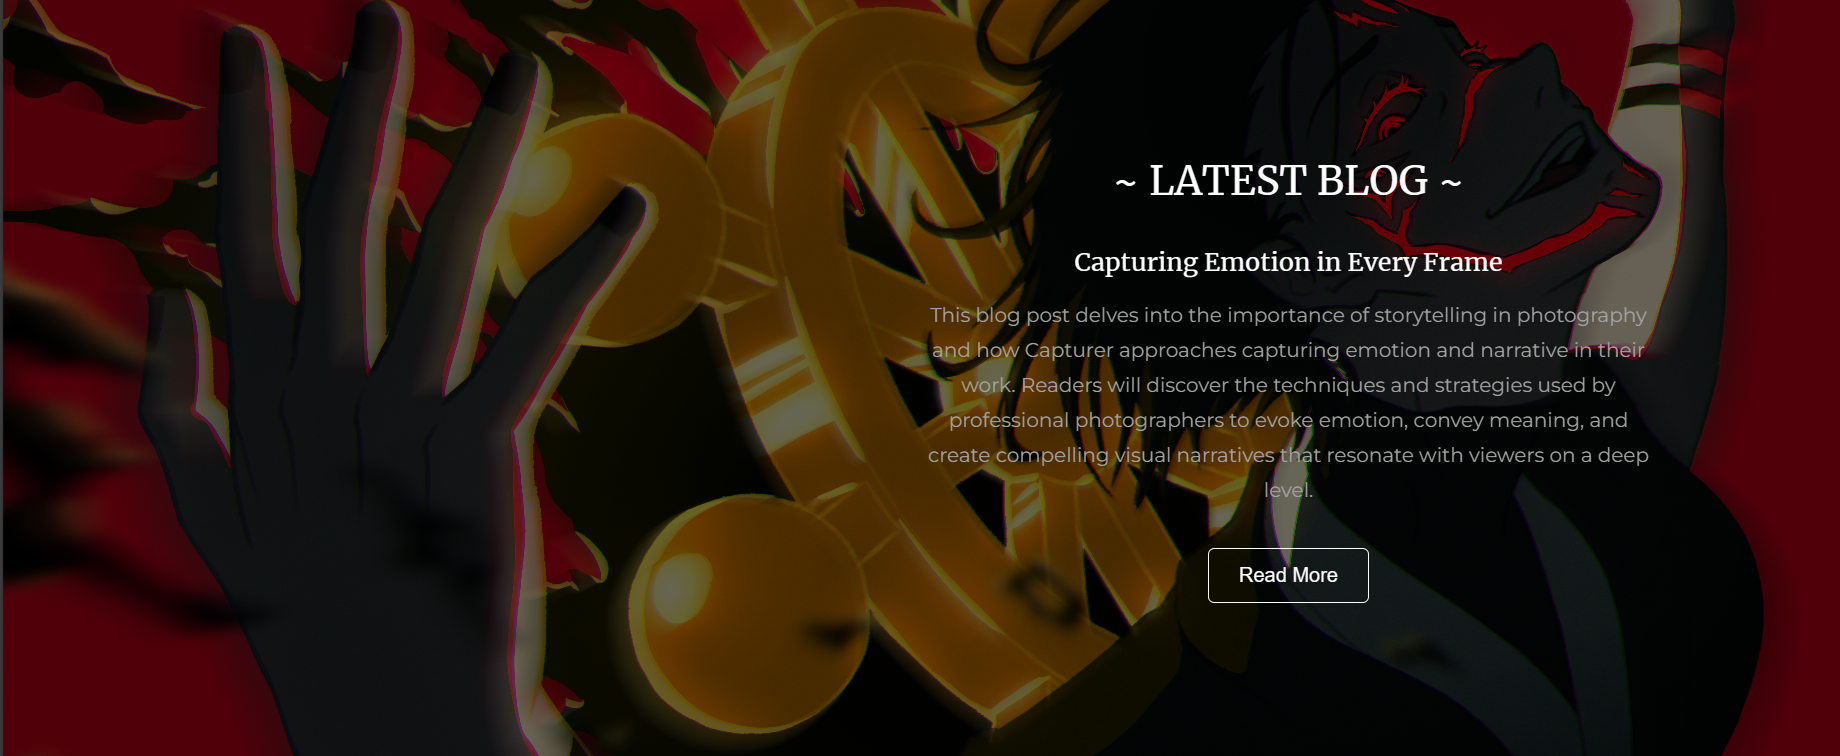 ~ LATEST BLOG ~
Capturing Emotion in Every Frame
This blog post delves into the importance of storytelling in photography
and how Capturer approaches capturing emotion and narrative in their
work. Readers will discover the techniques and strategies used by
professional photographers to evoke emotion, convey meaning, and
create compelling visual narratives that resonate with viewers on a deep
level.
Read More